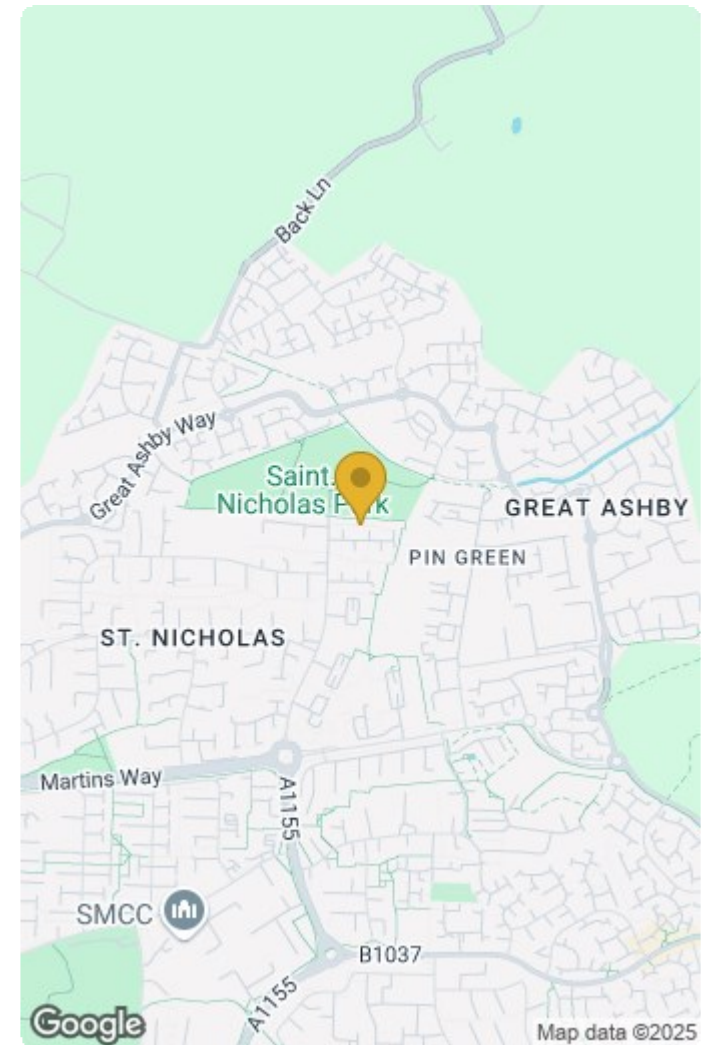 Back Ln
Great Ashby Way
Saint.
Nicholas P rk
GREAT ASHBY
PIN GREEN
ST. NICHOLAS
Martins Way
A1155
SMCC
B1037
A1155
Google
Map data ©2025